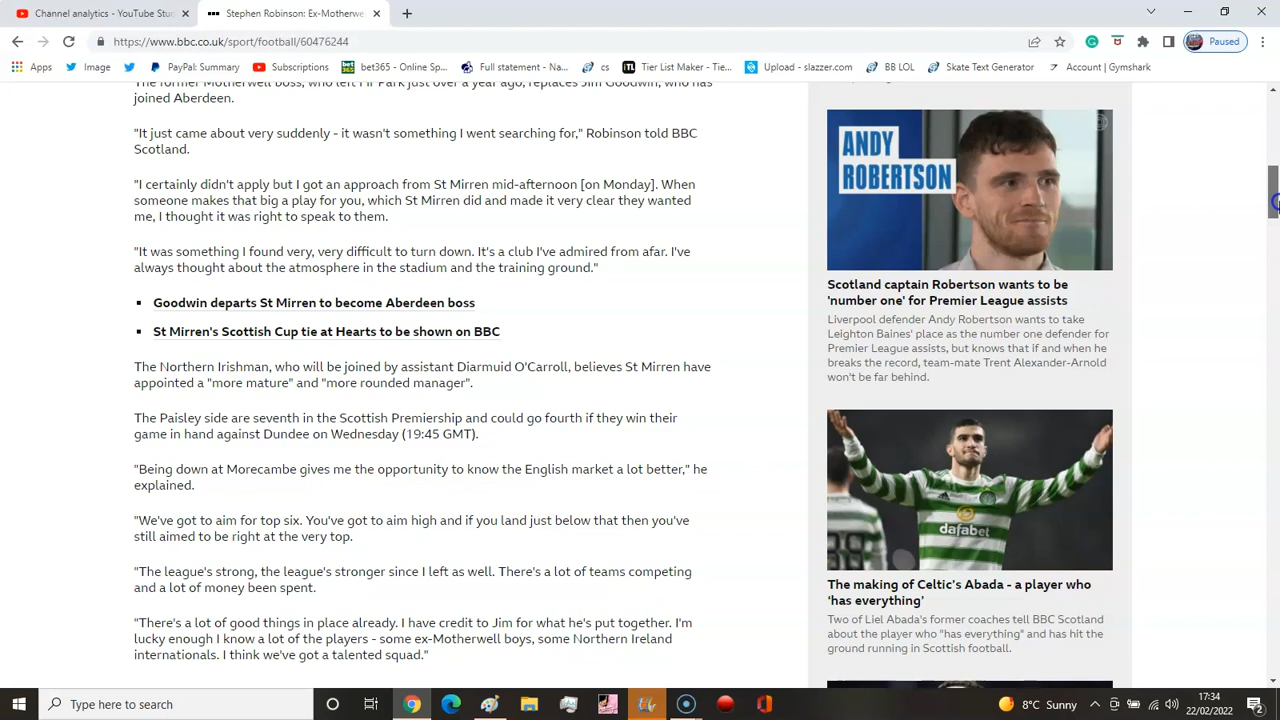 Channel analytics - YouTube Stu
Stephen Robinson: Ex-Motherwe
https://www.bbc.co.uk/sport/football/60476244
Paused
Apps
Image
PayPal: Summary
Subscriptions
bet365 - Online Sp...
Full statement - Na...
cs
Tier List Maker - Tie...
Upload - slazzer.com
BB LOL
Skate Text Generator
Account | Gymshark
The former Motherwell boss, who left Fir Park just over a year ago, replaces Jim Goodwin, who has
joined Aberdeen.
"It just came about very suddenly - it wasn't something I went searching for," Robinson told BBC
Scotland.
"I certainly didn't apply but I got an approach from St Mirren mid-afternoon [on Monday]. When
someone makes that big a play for you, which St Mirren did and made it very clear they wanted
me, I thought it was right to speak to them.
"It was something I found very, very difficult to turn down. It's a club I've admired from afar. I've
always thought about the atmosphere in the stadium and the training ground."
Goodwin departs St Mirren to become Aberdeen boss
St Mirren's Scottish Cup tie at Hearts to be shown on BBC
The Northern Irishman, who will be joined by assistant Diarmuid O'Carroll, believes St Mirren have
appointed a "more mature" and "more rounded manager".
The Paisley side are seventh in the Scottish Premiership and could go fourth if they win their
game in hand against Dundee on Wednesday (19:45 GMT).
"Being down at Morecambe gives me the opportunity to know the English market a lot better," he
explained.
"We've got to aim for top six. You've got to aim high and if you land just below that then you've
still aimed to be right at the very top.
"The league's strong, the league's stronger since I left as well. There's a lot of teams competing
and a lot of money been spent.
"There's a lot of good things in place already. I have credit to Jim for what he's put together. I'm
lucky enough I know a lot of the players - some ex-Motherwell boys, some Northern Ireland
internationals. I think we've got a talented squad."
ANDY
ROBERTSON
Scotland captain Robertson wants to be
'number one' for Premier League assists
Liverpool defender Andy Robertson wants to take
Leighton Baines' place as the number one defender for
Premier League assists, but knows that if and when he
breaks the record, team-mate Trent Alexander-Arnold
won't be far behind.
dafabet
The making of Celtic's Abada - a player who
'has everything'
Two of Liel Abada's former coaches tell BBC Scotland
about the player who "has everything" and has hit the
ground running in Scottish football.
Type here to search
8°C Sunny
17:34
22/02/2022
2